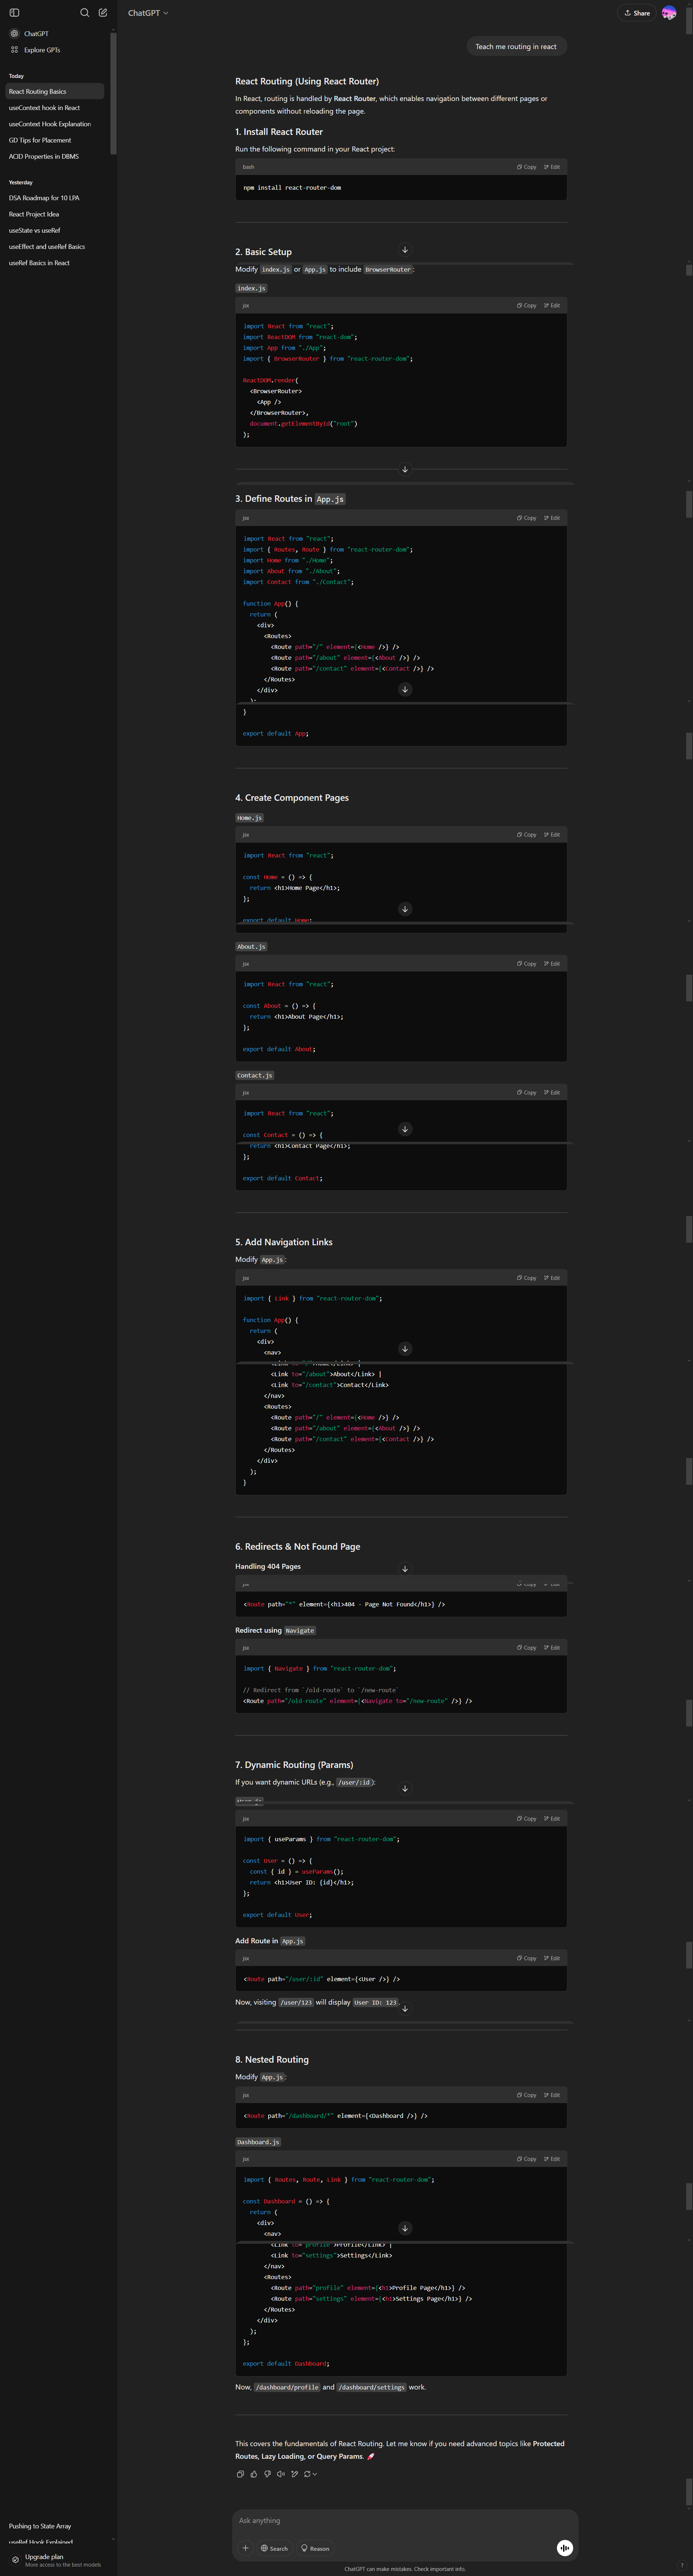 ChatGPT
Share
ChatGPT
Explore GPTs
Today
React Routing Basics
useContext hook in React
useContext Hook Explanation
GD Tips for Placement
ACID Properties in DBMS
Yesterday
DSA Roadmap for 10 LPA
React Project Idea
useState vs useRef
useEffect and useRef Basics
useRef Basics in React
Teach me routing in react
React Routing (Using React Router)
In React, routing is handled by React Router, which enables navigation between different pages or
components without reloading the page.
1. Install React Router
Run the following command in your React project:
bash
Copy Edit
npm install react-router-dom
2. Basic Setup
Modify index.js or App.js to include BrowserRouter:
index.js
jsx
Copy Edit
import React from "react";
import ReactDOM from "react-dom";
import App from "./App";
import { BrowserRouter } from "react-router-dom";
ReactDOM.render(
<BrowserRouter>
<App />
</BrowserRouter>,
document.getElementById("root")
);
3. Define Routes in App.js
jsx
Copy Edit
import React from "react";
import { Routes, Route } from "react-router-dom";
import Home from "./Home";
import About from "./About";
import Contact from "./Contact";
function App() {
return (
<div>
<Routes>
<Route path="/" element={<Home />} />
<Route path="/about" element={<About />} />
<Route path="/contact" element={<Contact />} />
</Routes>
</div>
);
}
export default App;
4. Create Component Pages
Home.js
jsx
Copy Edit
import React from "react";
const Home = () => {
return <h1>Home Page</h1>;
};
export default Home;
About.js
jsx
Copy Edit
import React from "react";
const About = () => {
return <h1>About Page</h1>;
};
export default About;
Contact.js
jsx
Copy Edit
import React from "react";
const Contact = () => {
return <h1>Contact Page</h1>;
};
export default Contact;
5. Add Navigation Links
Modify App.js:
jsx
Copy Edit
import { Link } from "react-router-dom";
function App() {
return (
<div>
<nav>
<Link to="/">Home</Link> |
<Link to="/about">About</Link> |
<Link to="/contact">Contact</Link>
</nav>
<Routes>
<Route path="/" element={<Home />} />
<Route path="/about" element={<About />} />
<Route path="/contact" element={<Contact />} />
</Routes>
</div>
);
}
6. Redirects & Not Found Page
Handling 404 Pages
jsx
Copy Edit
<Route path="*" element={<h1>404 - Page Not Found</h1>} />
Redirect using Navigate
jsx
Copy Edit
import { Navigate } from "react-router-dom";
// Redirect from `/old-route` to `/new-route`
<Route path="/old-route" element={<Navigate to="/new-route" />} />
7. Dynamic Routing (Params)
If you want dynamic URLs (e.g., /user/:id):
User.js
jsx
Copy Edit
import { useParams } from "react-router-dom";
const User = () => {
const { id } = useParams();
return <h1>User ID: {id}</h1>;
};
export default User;
Add Route in App.js
jsx
Copy Edit
<Route path="/user/:id" element={<User />} />
Now, visiting /user/123 will display User ID: 123.
8. Nested Routing
Modify App.js:
jsx
Copy Edit
<Route path="/dashboard/*" element={<Dashboard />} />
Dashboard.js
jsx
Copy Edit
import { Routes, Route, Link } from "react-router-dom";
const Dashboard = () => {
return (
<div>
<nav>
<Link to="profile">Profile</Link> |
<Link to="settings">Settings</Link>
</nav>
<Routes>
<Route path="profile" element={<h1>Profile Page</h1>} />
<Route path="settings" element={<h1>Settings Page</h1>} />
</Routes>
</div>
);
};
export default Dashboard;
Now, /dashboard/profile and /dashboard/settings work.
This covers the fundamentals of React Routing. Let me know if you need advanced topics like Protected
Routes, Lazy Loading, or Query Params. 🚀
Pushing to State Array
useRef Hook Explained
Upgrade plan
More access to the best models
Ask anything
Search
Reason
ChatGPT can make mistakes. Check important info.
?